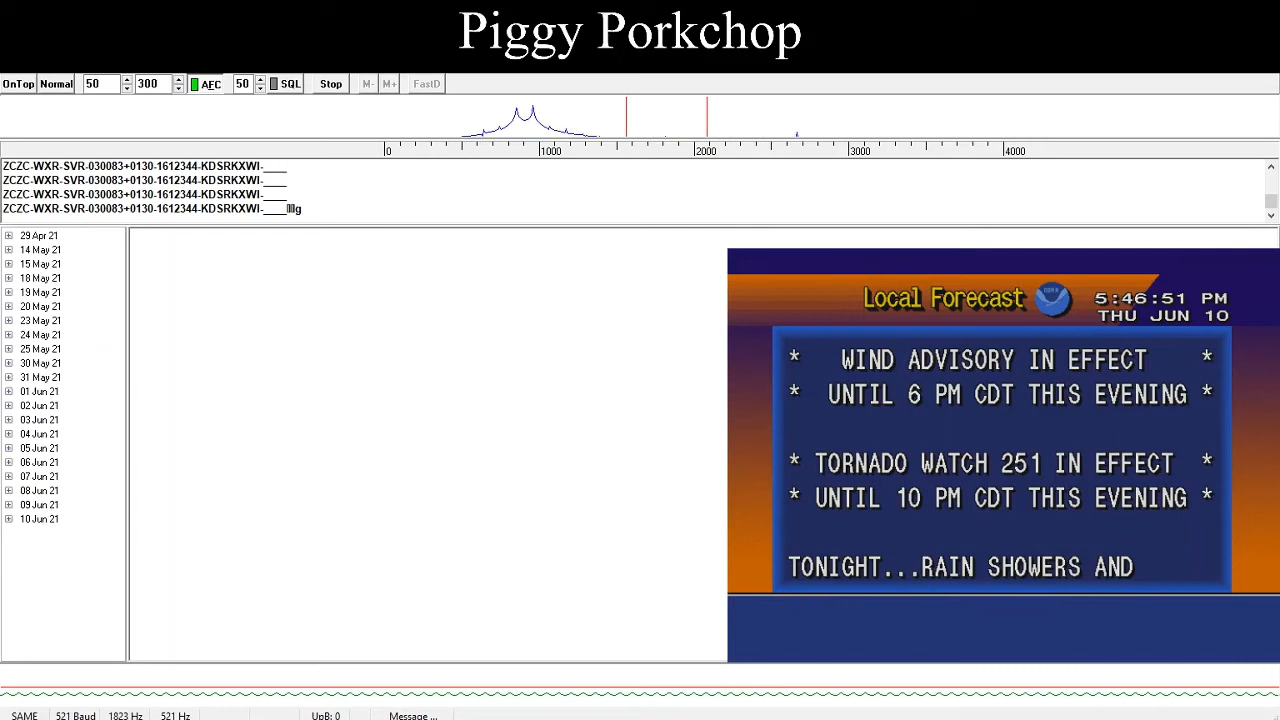 Piggy Porkchop
OnTop Normal 50 300 AFC 50 SQL Stop M- M+ FastD
0 1000 2000 3000 4000
ZCZC-WXR-SVR-030083+0130-1612344-KDSRKXWI-____
ZCZC-WXR-SVR-030083+0130-1612344-KDSRKXWI-____
ZCZC-WXR-SVR-030083+0130-1612344-KDSRKXWI-____
ZCZC-WXR-SVR-030083+0130-1612344-KDSRKXWI-____g
29 Apr 21
14 May 21
15 May 21
18 May 21
19 May 21
20 May 21
23 May 21
24 May 21
25 May 21
30 May 21
31 May 21
01 Jun 21
02 Jun 21
03 Jun 21
04 Jun 21
05 Jun 21
06 Jun 21
07 Jun 21
08 Jun 21
09 Jun 21
10 Jun 21
Local Forecast NOAA 5:46:51 PM
THU JUN 10
* WIND ADVISORY IN EFFECT *
* UNTIL 6 PM CDT THIS EVENING *
* TORNADO WATCH 251 IN EFFECT *
* UNTIL 10 PM CDT THIS EVENING *
TONIGHT...RAIN SHOWERS AND
SAME 521 Baud 1823 Hz 521 Hz UpB: 0 Message ...